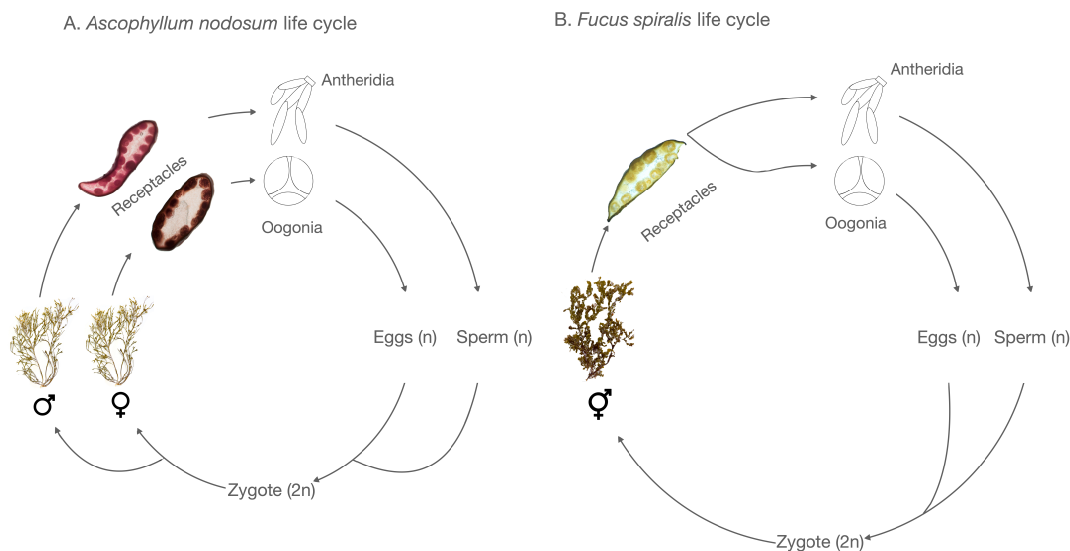 A. Ascophyllum nodosum life cycle
Antheridia
Receptacles
Oogonia
Eggs (n)
Sperm (n)
Zygote (2n)
B. Fucus spiralis life cycle
Antheridia
Receptacles
Oogonia
Eggs (n)
Sperm (n)
Zygote (2n)